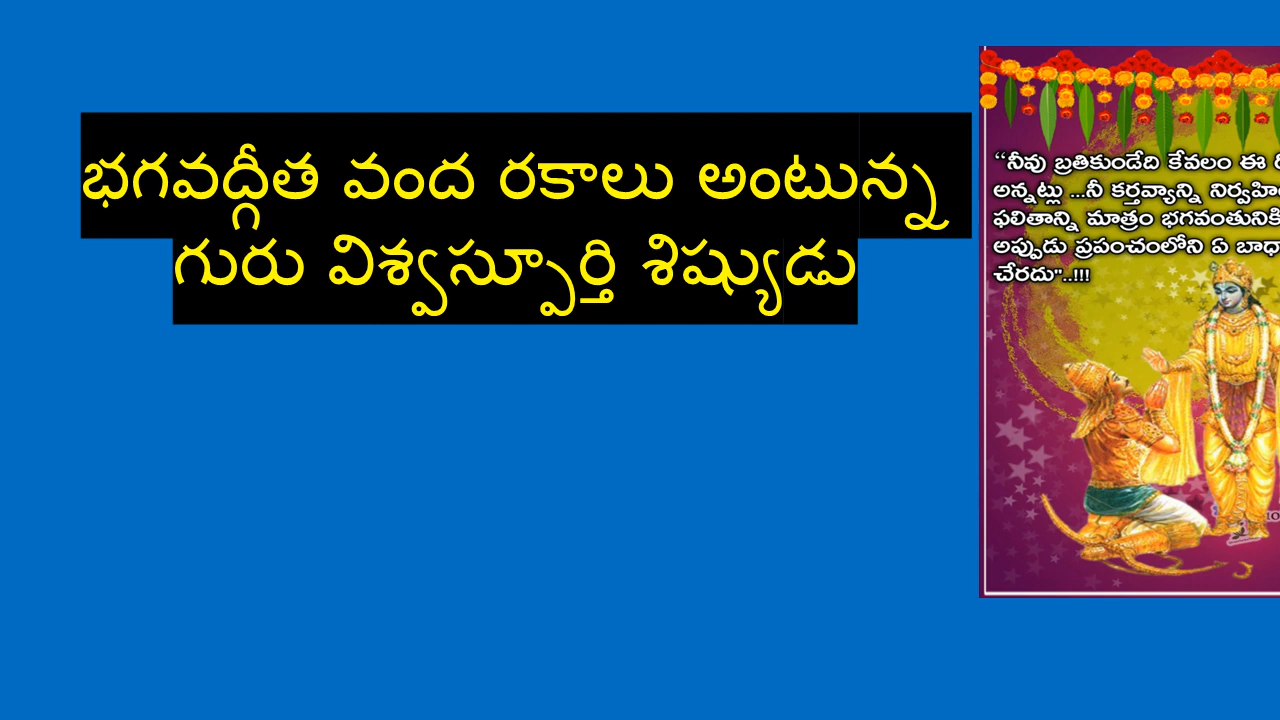 భగవద్గీత వంద రకాలు అంటున్న
గురు విశ్వస్పూర్తి శిష్యుడు
“నీవు బ్రతికుండేది కేవలం ఈ
అన్నట్లు ...నీ కర్తవ్యాన్ని
ఫలితాన్ని మాత్రం భగవంతునికి
అప్పుడు ప్రపంచంలోని ఏ
చేరదు"..!!!